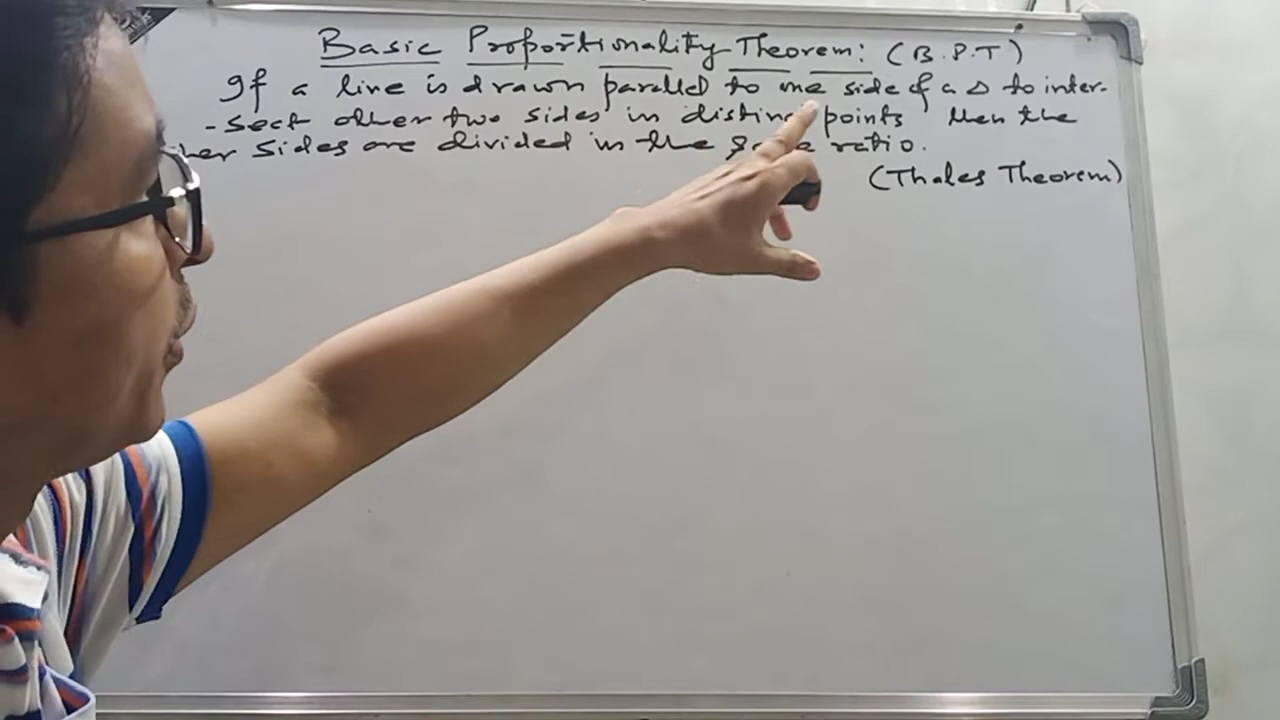 Basic Proportionality Theorem: (B.P.T)
If a line is drawn parallel to one side of a Δ to inter-
-sect other two sides in points then the
sides are divided in the ratio.
(Thales Theorem)